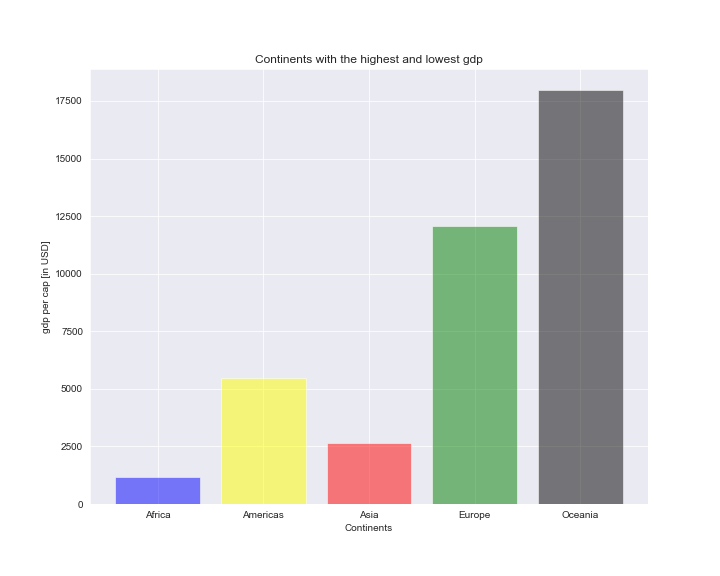 Continents with the highest and lowest gdp
gdp per cap [in USD]
17500
15000
12500
10000
7500
5000
2500
0
Africa Americas Asia Europe Oceania
Continents